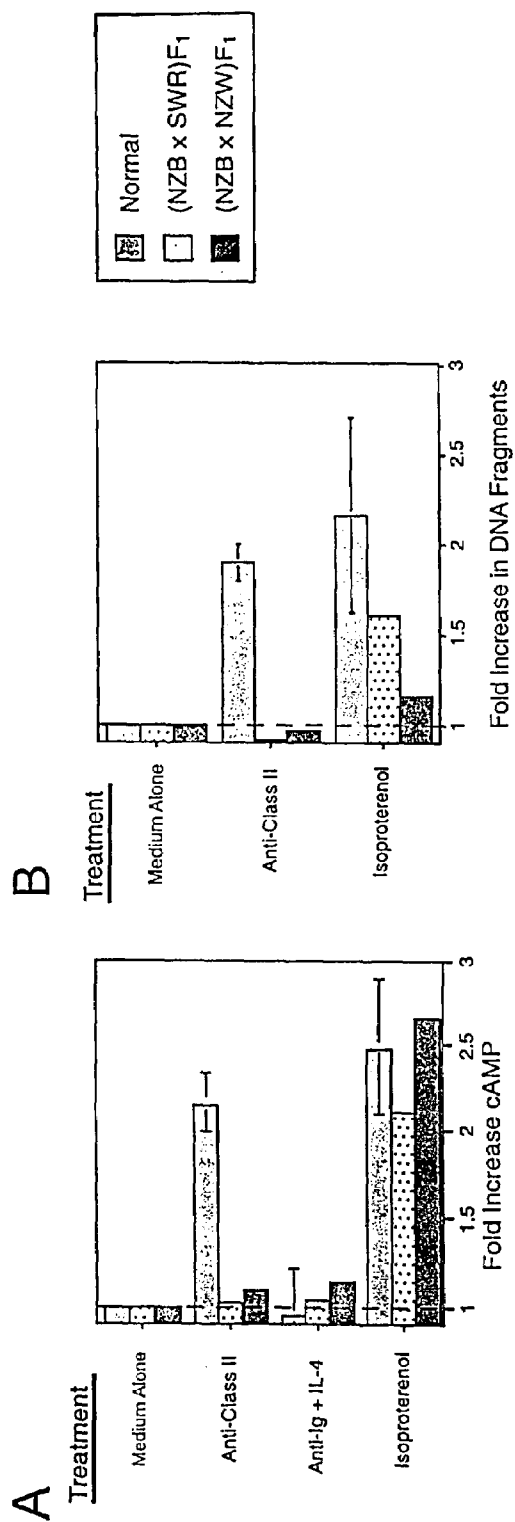 A
Treatment
Medium Alone
Anti-Class II
Anti-Ig + IL-4
Isoproterenol
1
1.5
2
2.5
3
Fold Increase cAMP
B
Treatment
Medium Alone
Anti-Class II
Isoproterenol
1
1.5
2
2.5
3
Fold Increase in DNA Fragments
Normal
(NZB x SWR)F1
(NZB x NZW)F1